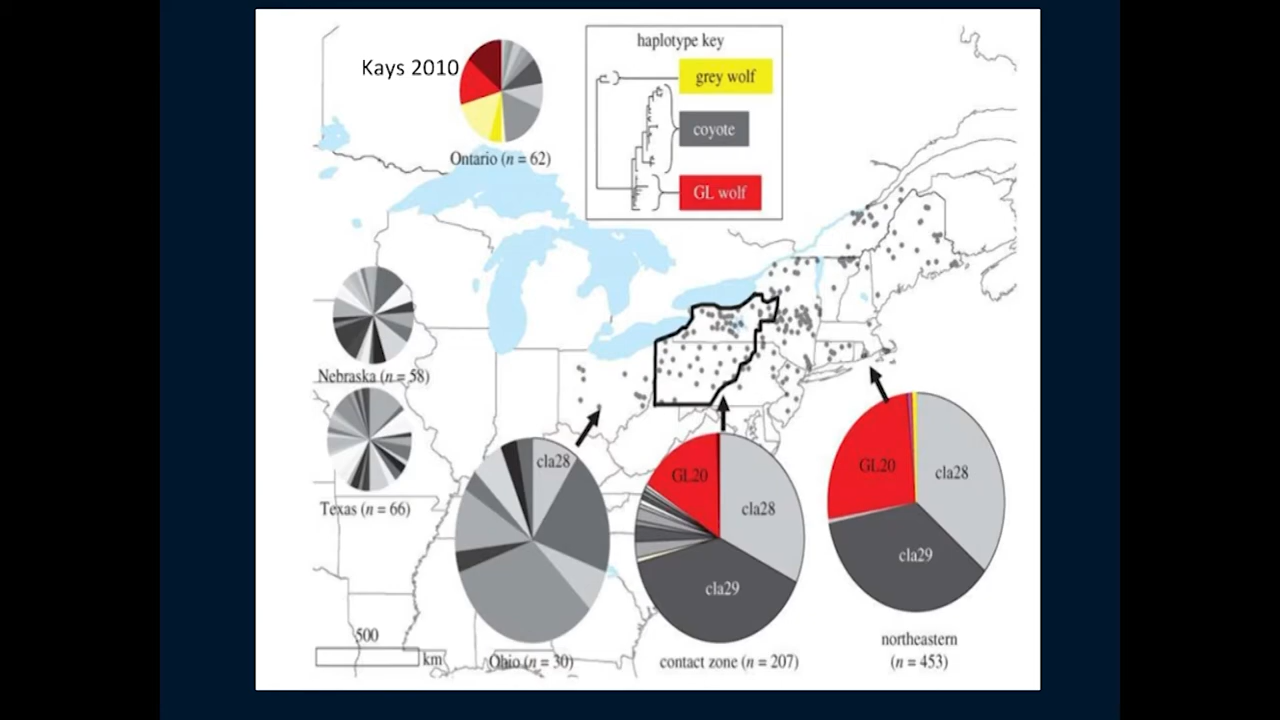 Kays 2010
Ontario (n = 62)
haplotype key
grey wolf
coyote
GL wolf
Nebraska (n = 58)
Texas (n = 66)
500
km
cla28
Ohio (n = 30)
GL20
cla28
cla29
contact zone (n = 207)
GL20
cla28
cla29
northeastern
(n = 453)